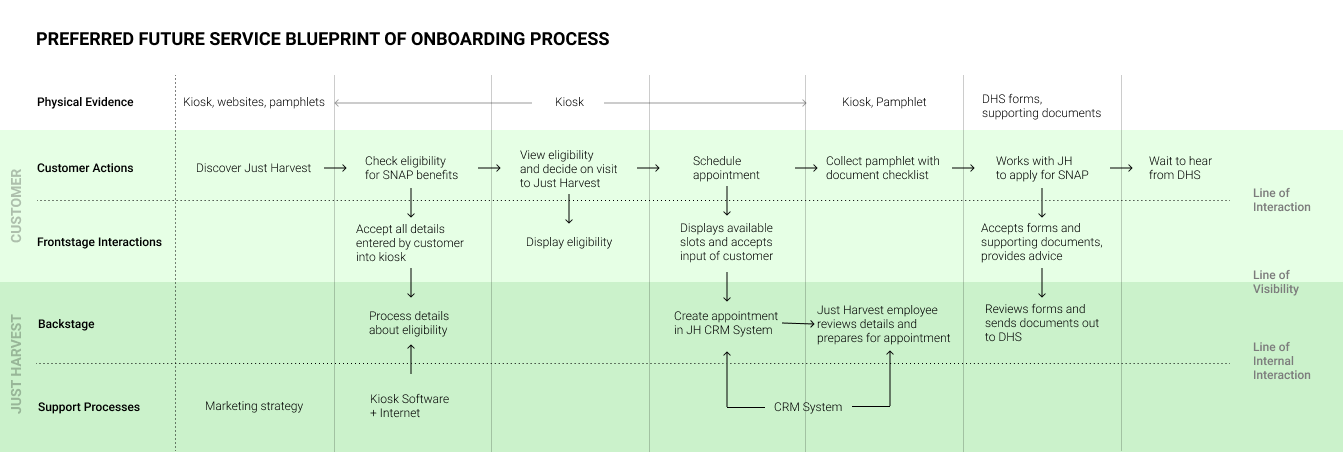 PREFERRED FUTURE SERVICE BLUEPRINT OF ONBOARDING PROCESS
Physical Evidence
Kiosk, websites, pamphlets
Kiosk
Kiosk, Pamphlet
DHS forms,
supporting documents
CUSTOMER
Customer Actions
Discover Just Harvest
Check eligibility
for SNAP benefits
View eligibility
and decide on visit
to Just Harvest
Schedule
appointment
Collect pamphlet with
document checklist
Works with JH
to apply for SNAP
Wait to hear
from DHS
Line of
Interaction
Frontstage Interactions
Accept all details
entered by customer
into kiosk
Display eligibility
Displays available
slots and accepts
input of customer
Accepts forms and
supporting documents,
provides advice
Line of
Visibility
JUST HARVEST
Backstage
Process details
about eligibility
Create appointment
in JH CRM System
Just Harvest employee
reviews details and
prepares for appointment
Reviews forms and
sends documents out
to DHS
Line of
Internal
Interaction
Support Processes
Marketing strategy
Kiosk Software
+ Internet
CRM System